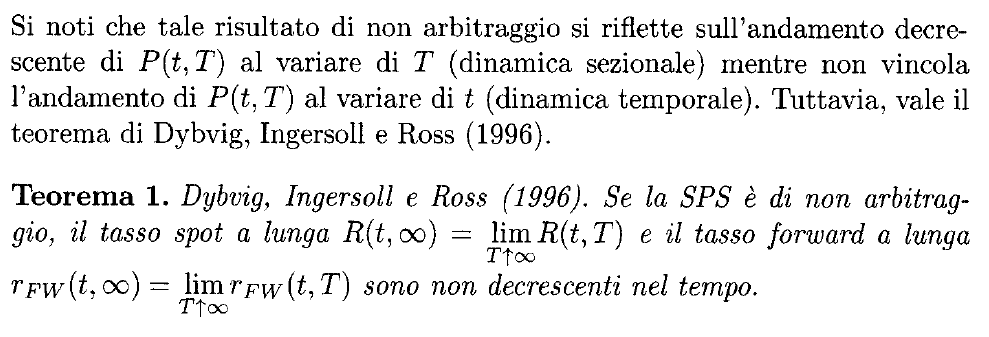 Si noti che tale risultato di non arbitraggio si riflette sull'andamento decre-
scente di P(t, T) al variare di T (dinamica sezionale) mentre non vincola
l'andamento di P(t, T) al variare di t (dinamica temporale). Tuttavia, vale il
teorema di Dybvig, Ingersoll e Ross (1996).
Teorema 1. Dybvig, Ingersoll e Ross (1996). Se la SPS è di non arbitrag-
gio, il tasso spot a lunga R(t, ∞) = lim R(t, T) e il tasso forward a lunga
T↑∞
r_FW(t, ∞) = lim r_FW(t, T) sono non decrescenti nel tempo.
T↑∞